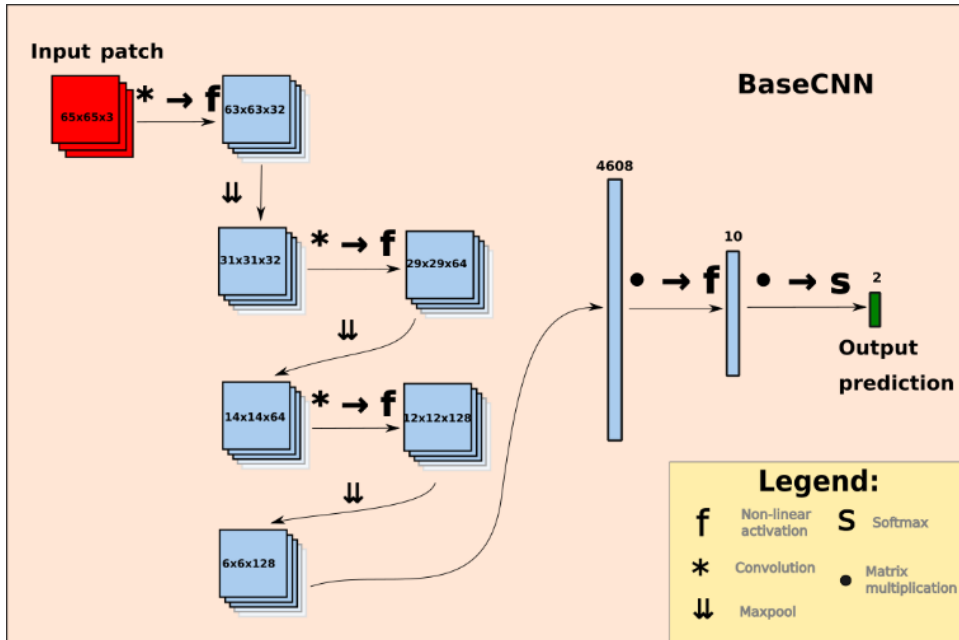 Input patch
BaseCNN
65x65x3
* → f
63x63x32
⇊
31x31x32
* → f
29x29x64
⇊
14x14x64
* → f
12x12x128
⇊
6x6x128
4608
• → f
10
• → s
2
Output
prediction
Legend:
f Non-linear
activation
S Softmax
* Convolution
• Matrix
multiplication
⇊ Maxpool